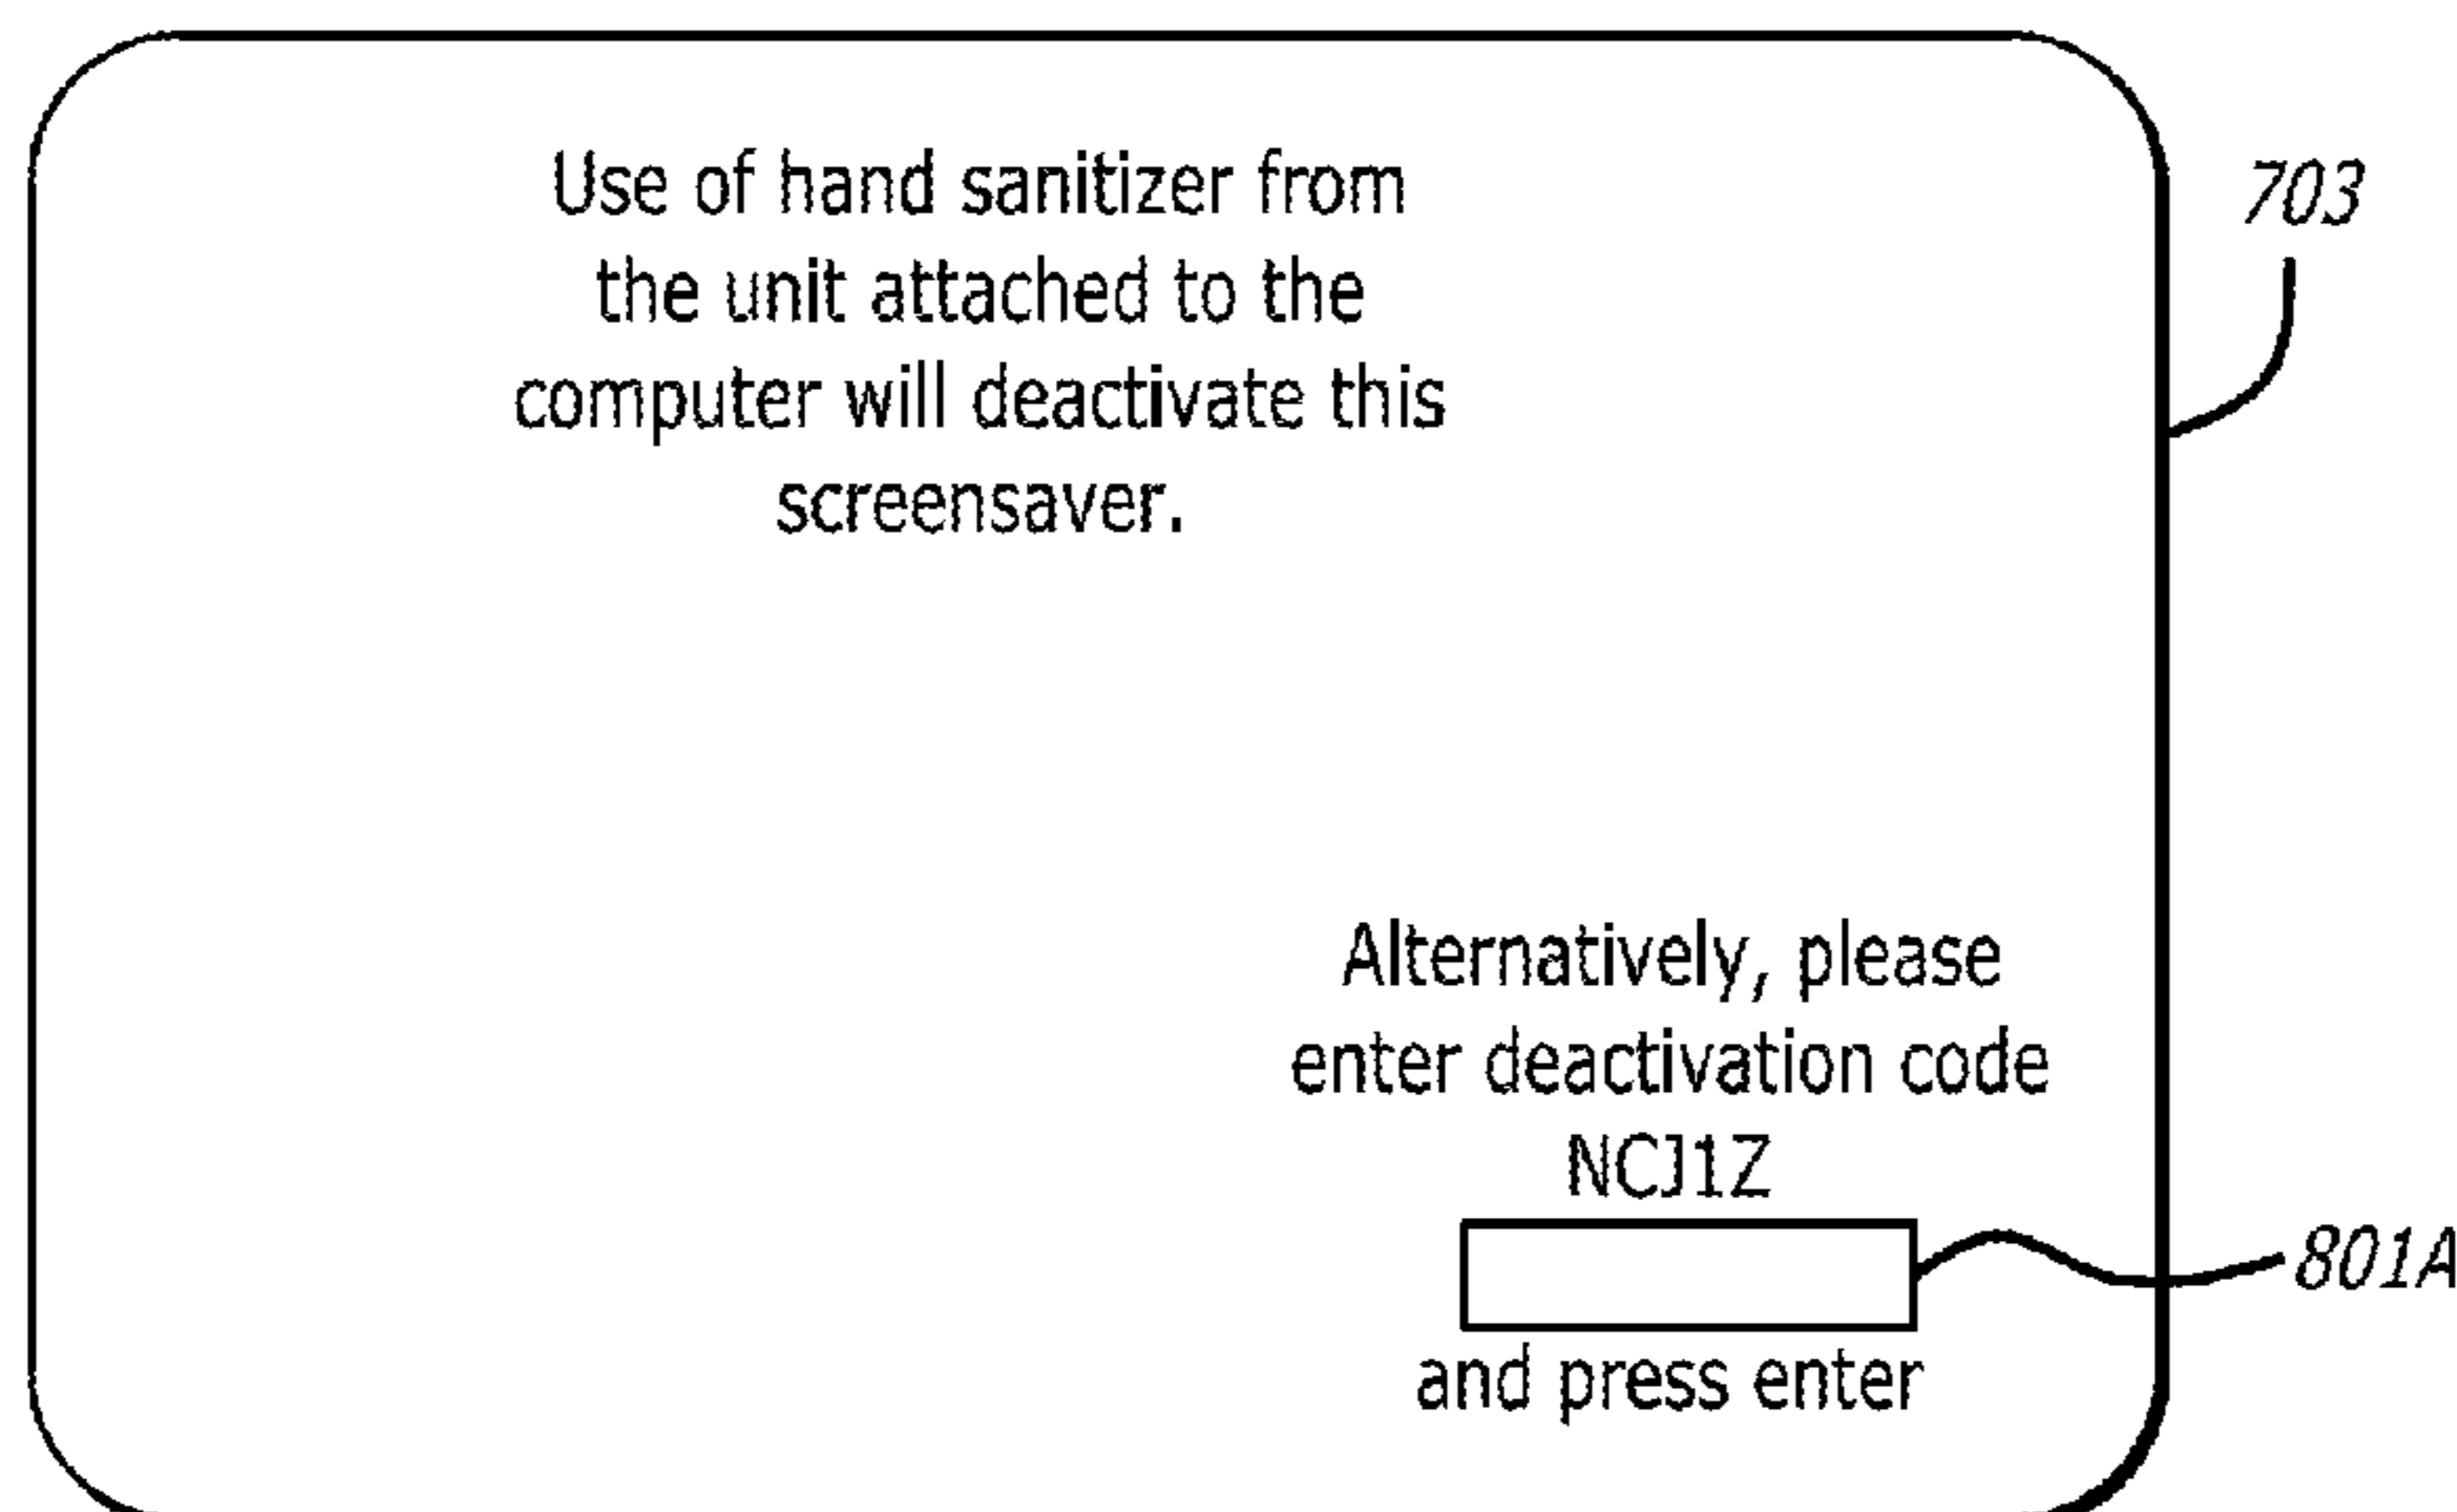 Use of hand sanitizer from
the unit attached to the
computer will deactivate this
screensaver.
703
Alternatively, please
enter deactivation code
NCJ1Z
801A
and press enter